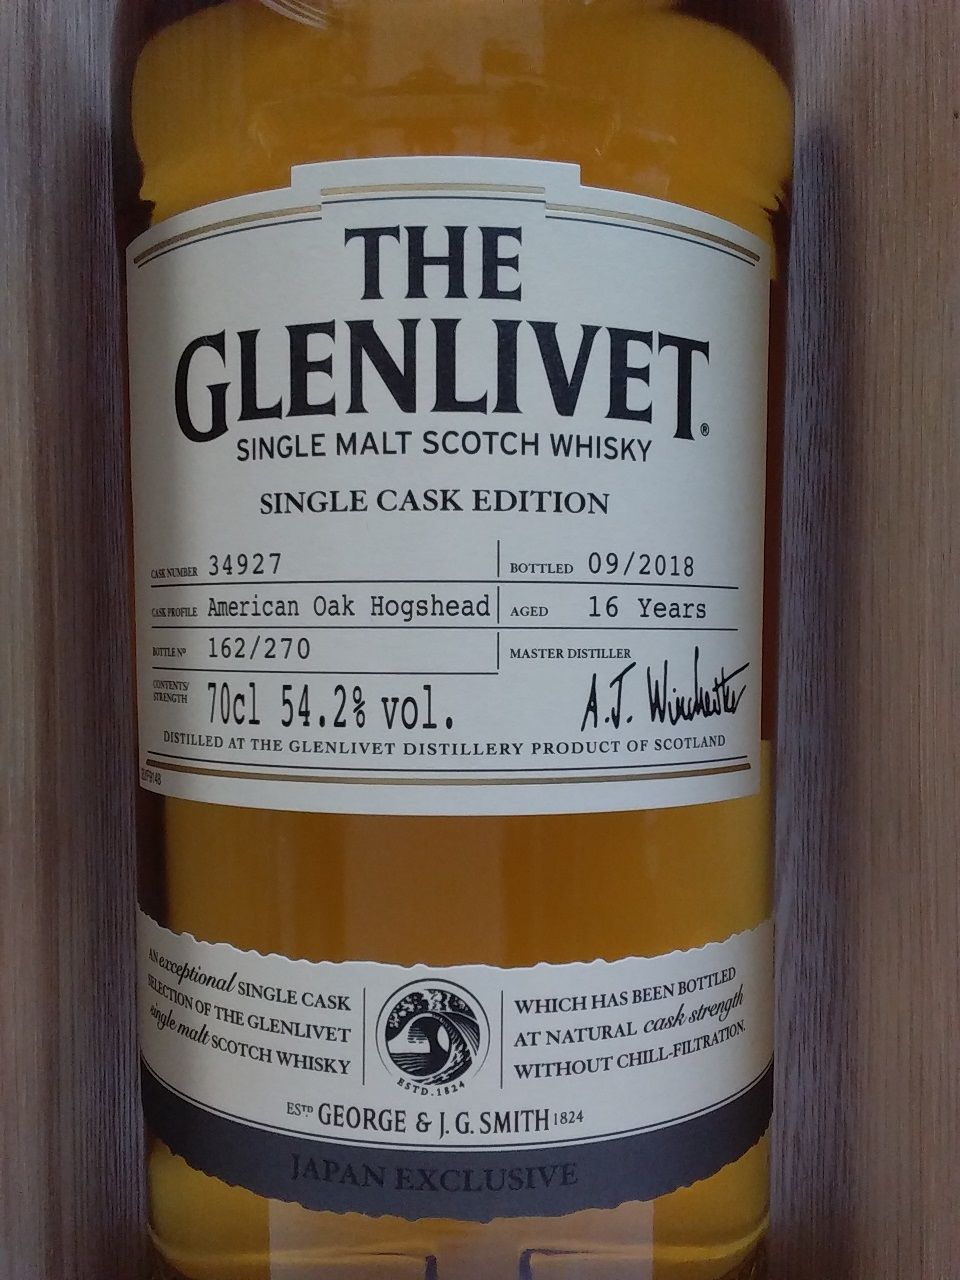 THE
GLENLIVET®
SINGLE MALT SCOTCH WHISKY
SINGLE CASK EDITION
CASK NUMBER 34927
BOTTLED 09/2018
CASK PROFILE American Oak Hogshead
AGED 16 Years
BOTTLE Nº 162/270
MASTER DISTILLER
CONTENTS/
STRENGTH
70cl 54.2% vol.
A.J. Winchester
DISTILLED AT THE GLENLIVET DISTILLERY PRODUCT OF SCOTLAND
AN exceptional SINGLE CASK
SELECTION OF THE GLENLIVET
single malt SCOTCH WHISKY
ESTD.1824
WHICH HAS BEEN BOTTLED
AT NATURAL cask strength
WITHOUT CHILL-FILTRATION.
ESTD GEORGE & J.G. SMITH 1824
JAPAN EXCLUSIVE